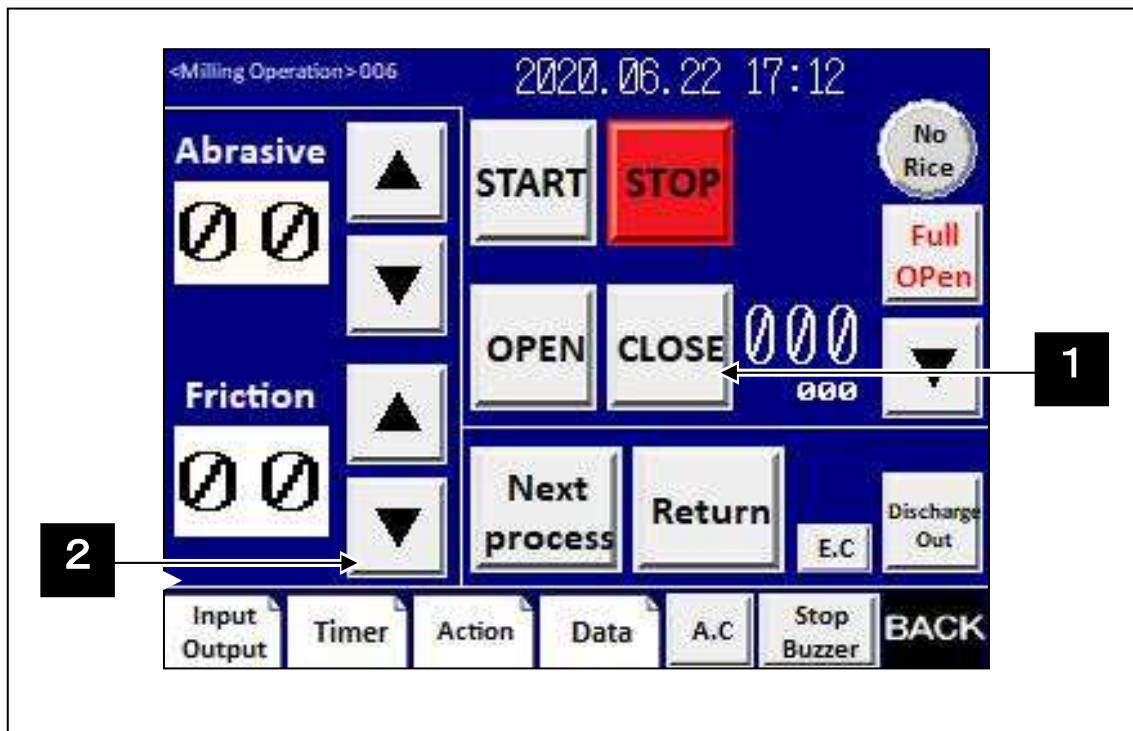 <Milling Operation> 006
2020.06.22 17:12
Abrasive
00
START
STOP
No
Rice
Full
OPen
OPEN
CLOSE
000
000
1
Friction
00
Next
process
Return
E.C
Discharge
Out
2
Input
Output
Timer
Action
Data
A.C
Stop
Buzzer
BACK